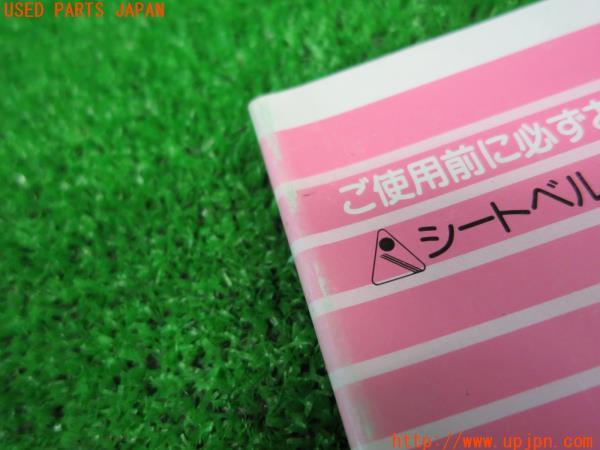 USED PARTS JAPAN
ご使用前に必ずお
シートベル
http://www.upjpn.com